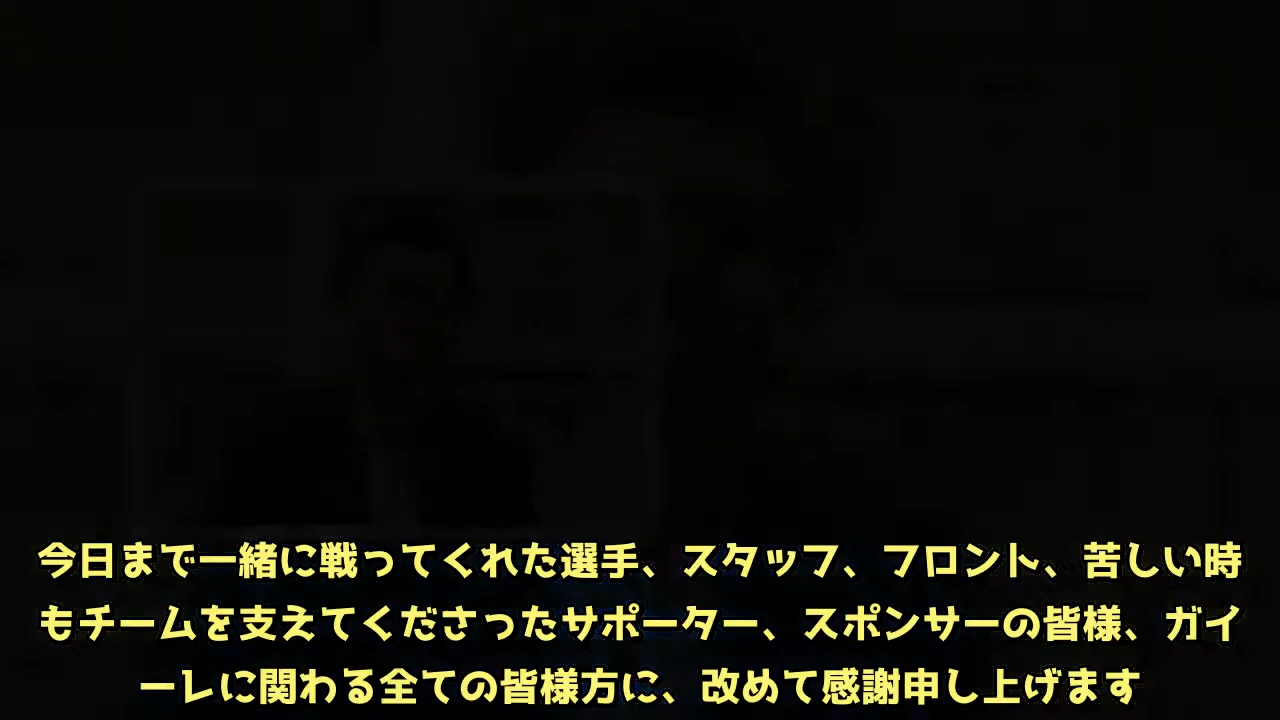 今日まで一緒に戦ってくれた選手、スタッフ、フロント、苦しい時
もチームを支えてくださったサポーター、スポンサーの皆様、ガイ
ーレに関わる全ての皆様方に、改めて感謝申し上げます